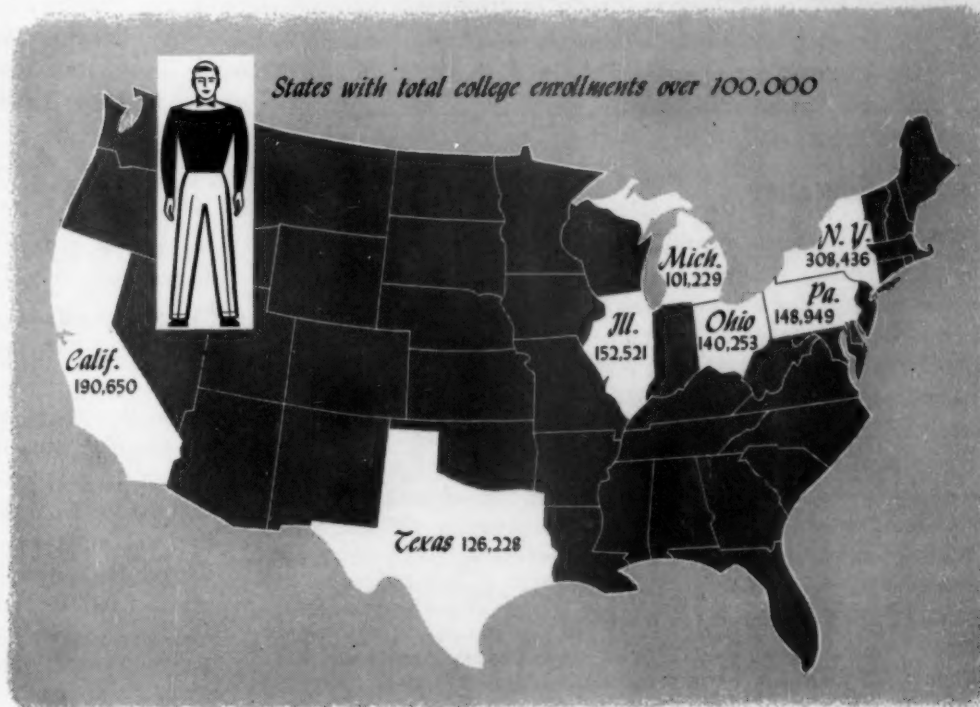 States with total college enrollments over 100,000
N.Y.
308,436
Mich.
101,229
Pa.
148,949
Ill.
152,521
Ohio
140,253
Calif.
190,650
Texas 126,228